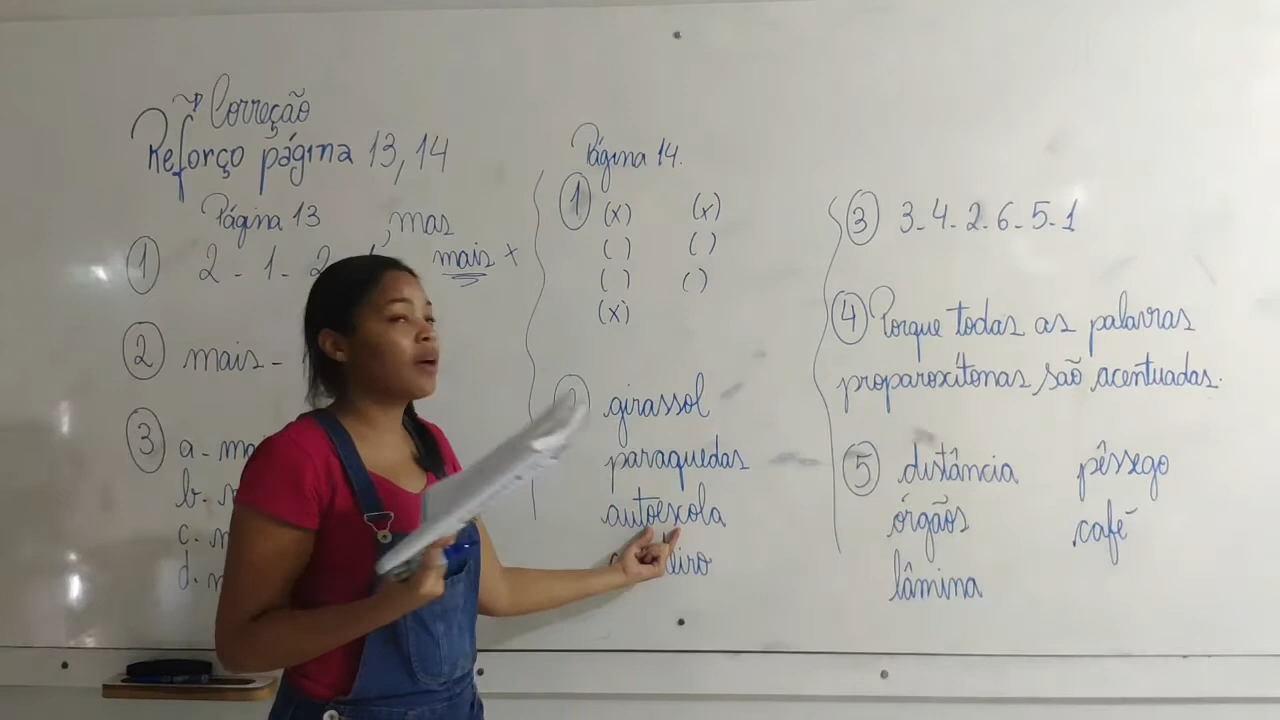 → Correção
Reforço página 13, 14
Página 13
, mas
① 2 - 1 - 2
mais +
② mais -
③ a -
b.
c.
d.
Página 14.
① (x) (x)
( ) ( )
( ) ( )
(x)
girassol
paraquedas
autoescola
③ 3 - 4 - 2 - 6 - 5 - 1
④ Porque todas as palavras
proparoxítonas são acentuadas.
⑤ distância pêssego
órgãos café
lâmina